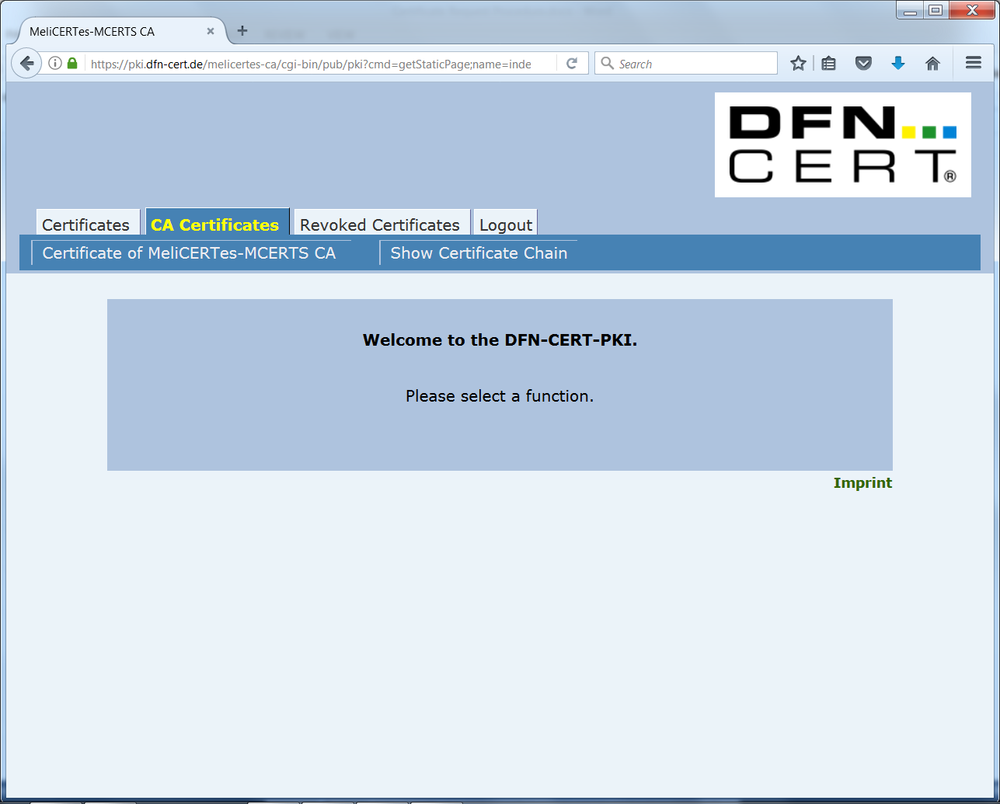 MeliCERTes-MCERTS CA
https://pki.dfn-cert.de/melicertes-ca/cgi-bin/pub/pki?cmd=getStaticPage;name=inde
Search
DFN
CERT®
Certificates
CA Certificates
Revoked Certificates
Logout
Certificate of MeliCERTes-MCERTS CA
Show Certificate Chain
Welcome to the DFN-CERT-PKI.
Please select a function.
Imprint